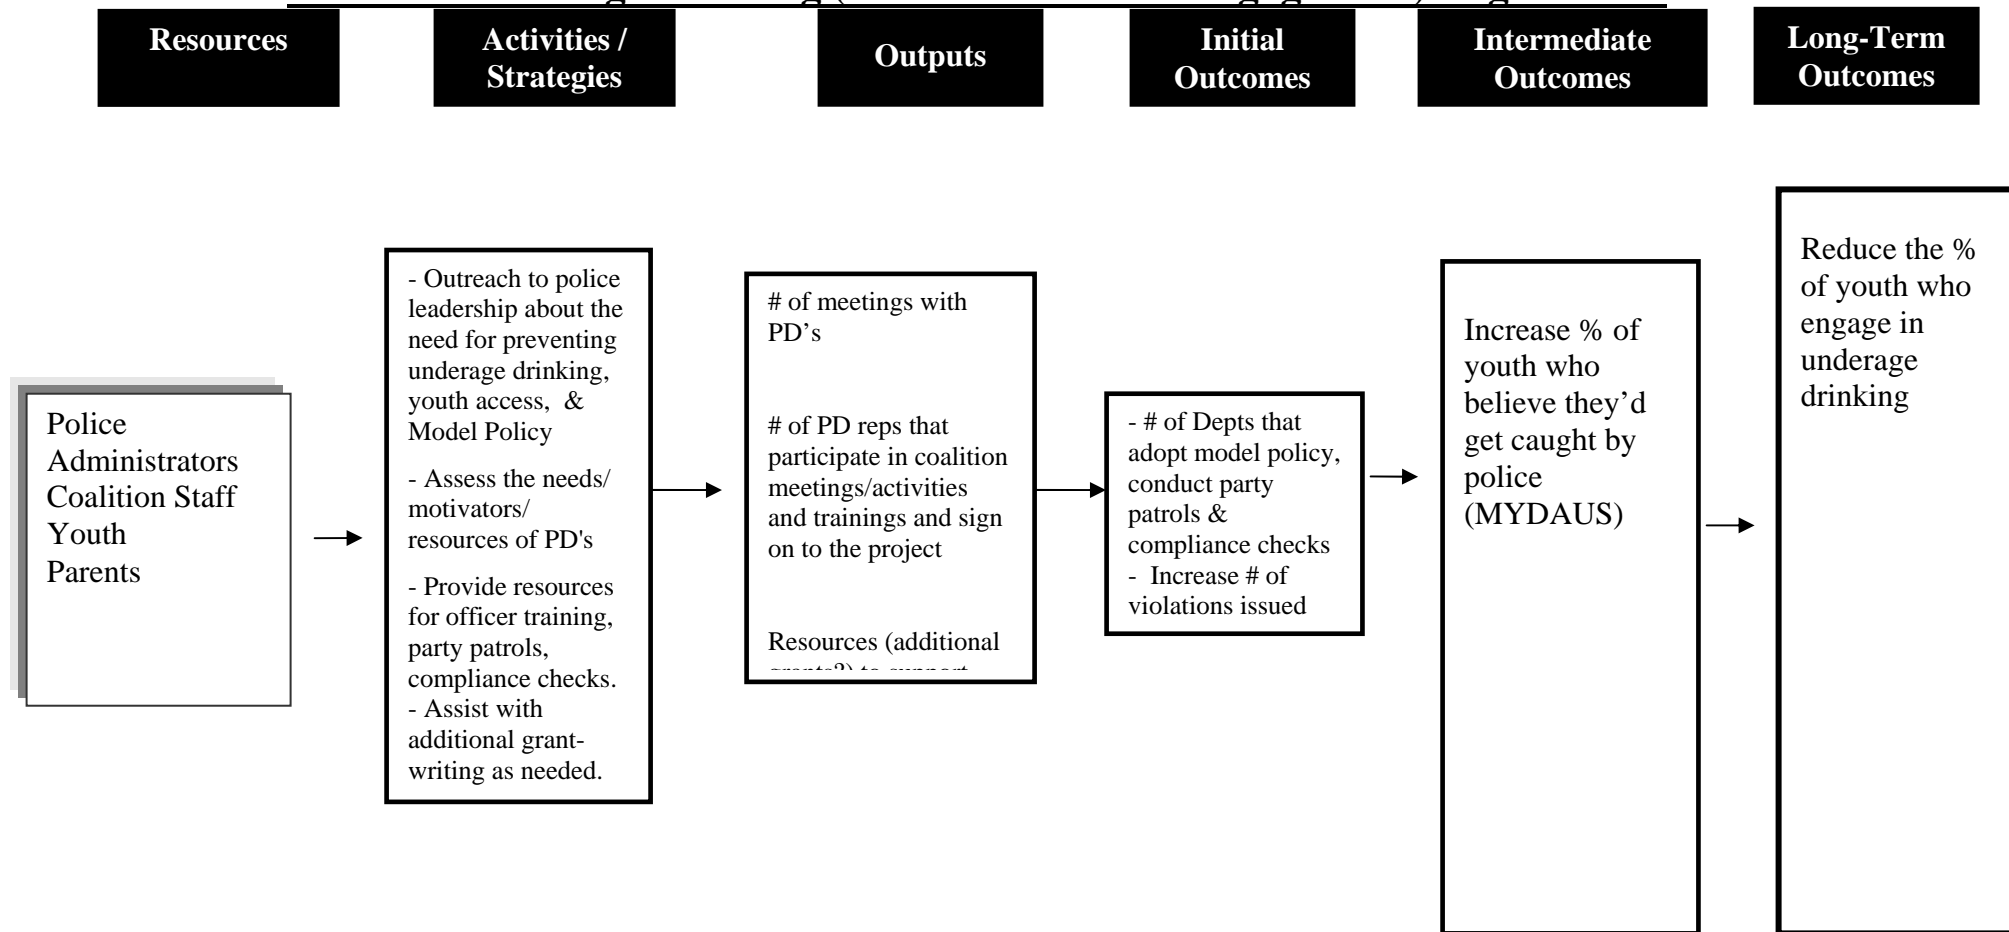 Resources
Activities /
Strategies
Outputs
Initial
Outcomes
Intermediate
Outcomes
Long-Term
Outcomes
Police
Administrators
Coalition Staff
Youth
Parents
- Outreach to police
leadership about the
need for preventing
underage drinking,
youth access, &
Model Policy
- Assess the needs/
motivators/
resources of PD's
- Provide resources
for officer training,
party patrols,
compliance checks.
- Assist with
additional grant-
writing as needed.
# of meetings with
PD’s
# of PD reps that
participate in coalition
meetings/activities
and trainings and sign
on to the project
Resources (additional
grants?) to support
- # of Depts that
adopt model policy,
conduct party
patrols &
compliance checks
- Increase # of
violations issued
Increase % of
youth who
believe they’d
get caught by
police
(MYDAUS)
Reduce the %
of youth who
engage in
underage
drinking